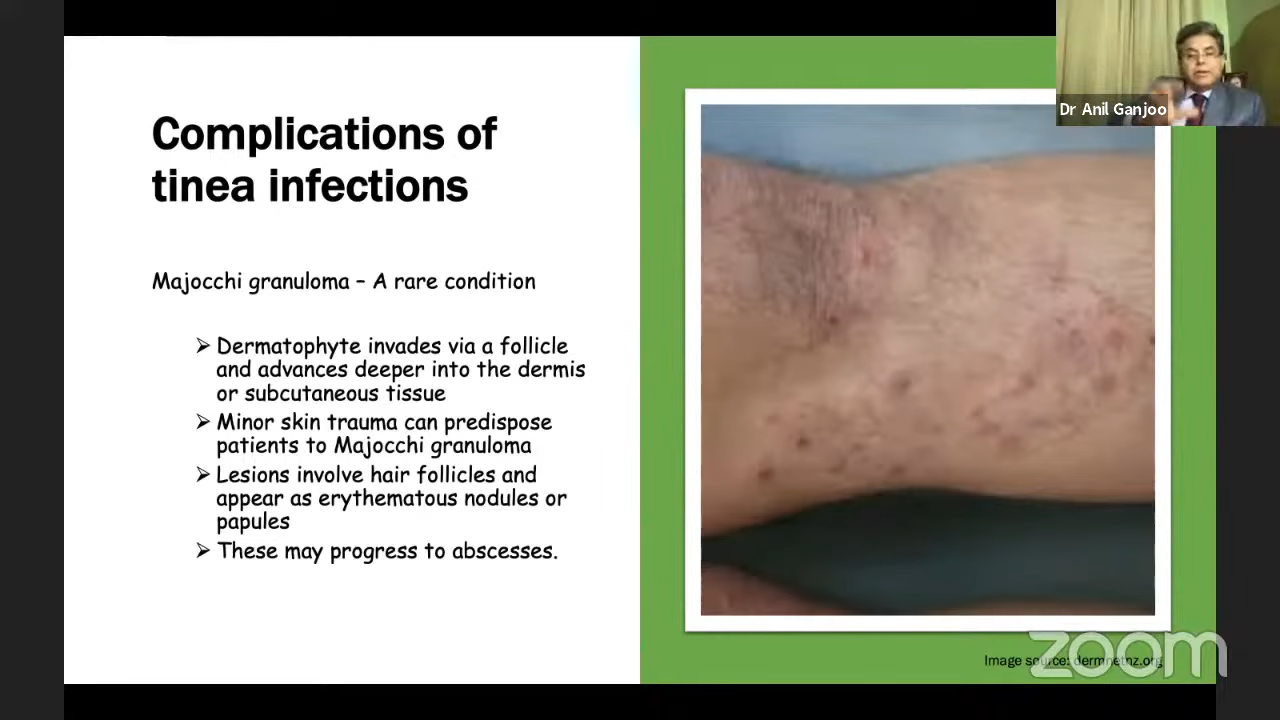 Complications of
tinea infections
Majocchi granuloma – A rare condition
➢ Dermatophyte invades via a follicle
and advances deeper into the dermis
or subcutaneous tissue
➢ Minor skin trauma can predispose
patients to Majocchi granuloma
➢ Lesions involve hair follicles and
appear as erythematous nodules or
papules
➢ These may progress to abscesses.
Dr Anil Ganjoo
Image source: dermnetnz.org
zoom